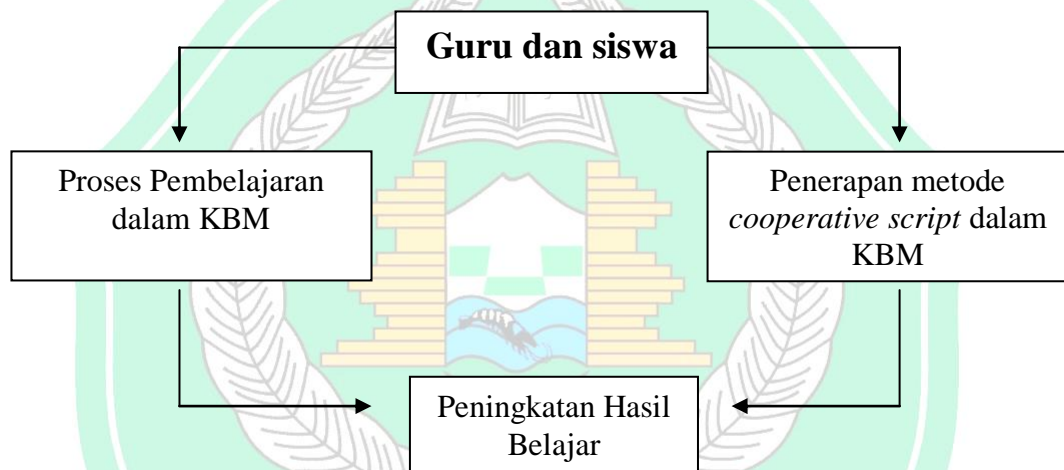 Guru dan siswa
Proses Pembelajaran
dalam KBM
Penerapan metode
cooperative script dalam
KBM
Peningkatan Hasil
Belajar